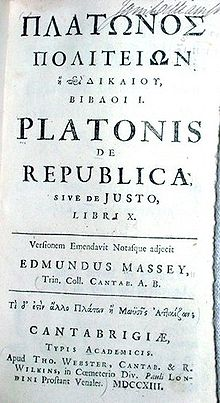 ΠΛΑΤΩΝΟΣ
ΠΟΛΙΤΕΙΩΝ,
ἢ περὶ ΔΙΚΑΙΟΥ,
ΒΙΒΛΟΙ Ι.
PLATONIS
DE
REPUBLICA;
SIVE DE JUSTO,
LIBRI X.
Versionem Emendavit Notasque adjecit
EDMUNDUS MASSEY,
Trin. Coll. CANTAB. A. B.
Τί δ' ἐστὶν ἄλλο Πλάτων ἢ Μωυσῆς Ἀττικίζων;
CANTABRIGIÆ,
TYPIS ACADEMICIS.
Apud THO. WEBSTER, CANTAB. & R.
WILKINS, in Cœmeterio Div. Pauli LON-
DINI Prostant Venales. MDCCXIII.